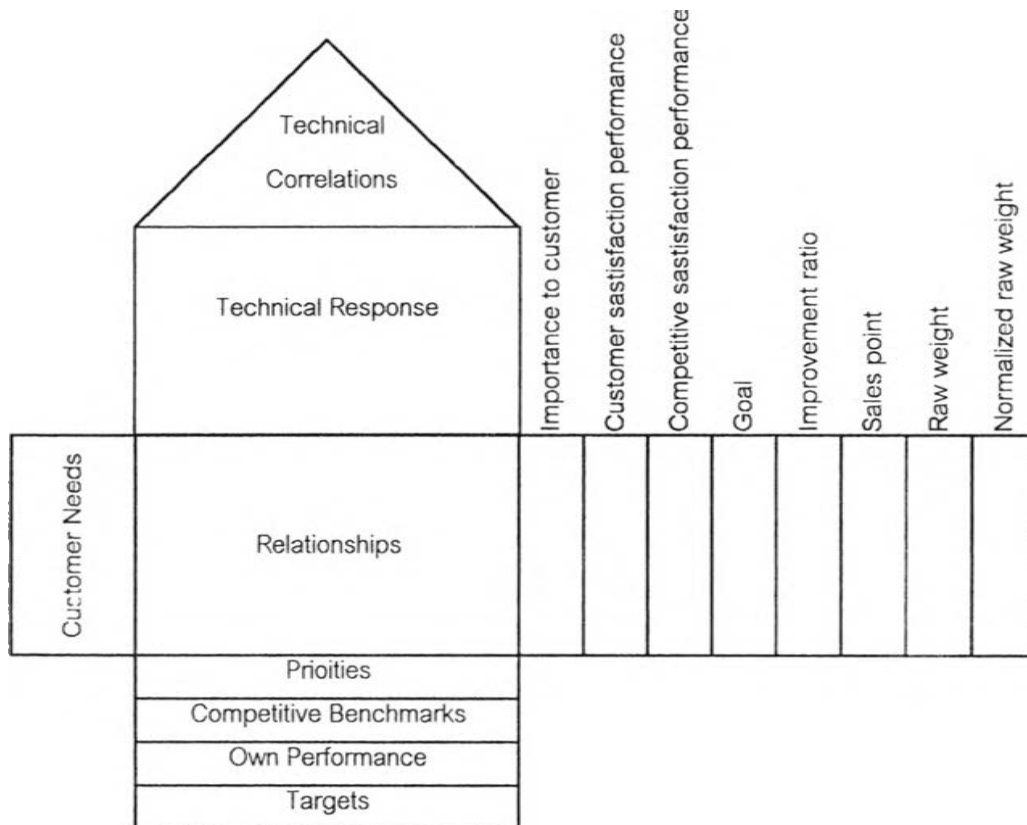 Technical
Correlations
Technical Response
Importance to customer
Customer sastisfaction performance
Competitive sastisfaction performance
Goal
Improvement ratio
Sales point
Raw weight
Normalized raw weight
Customer Needs
Relationships
Prioities
Competitive Benchmarks
Own Performance
Targets